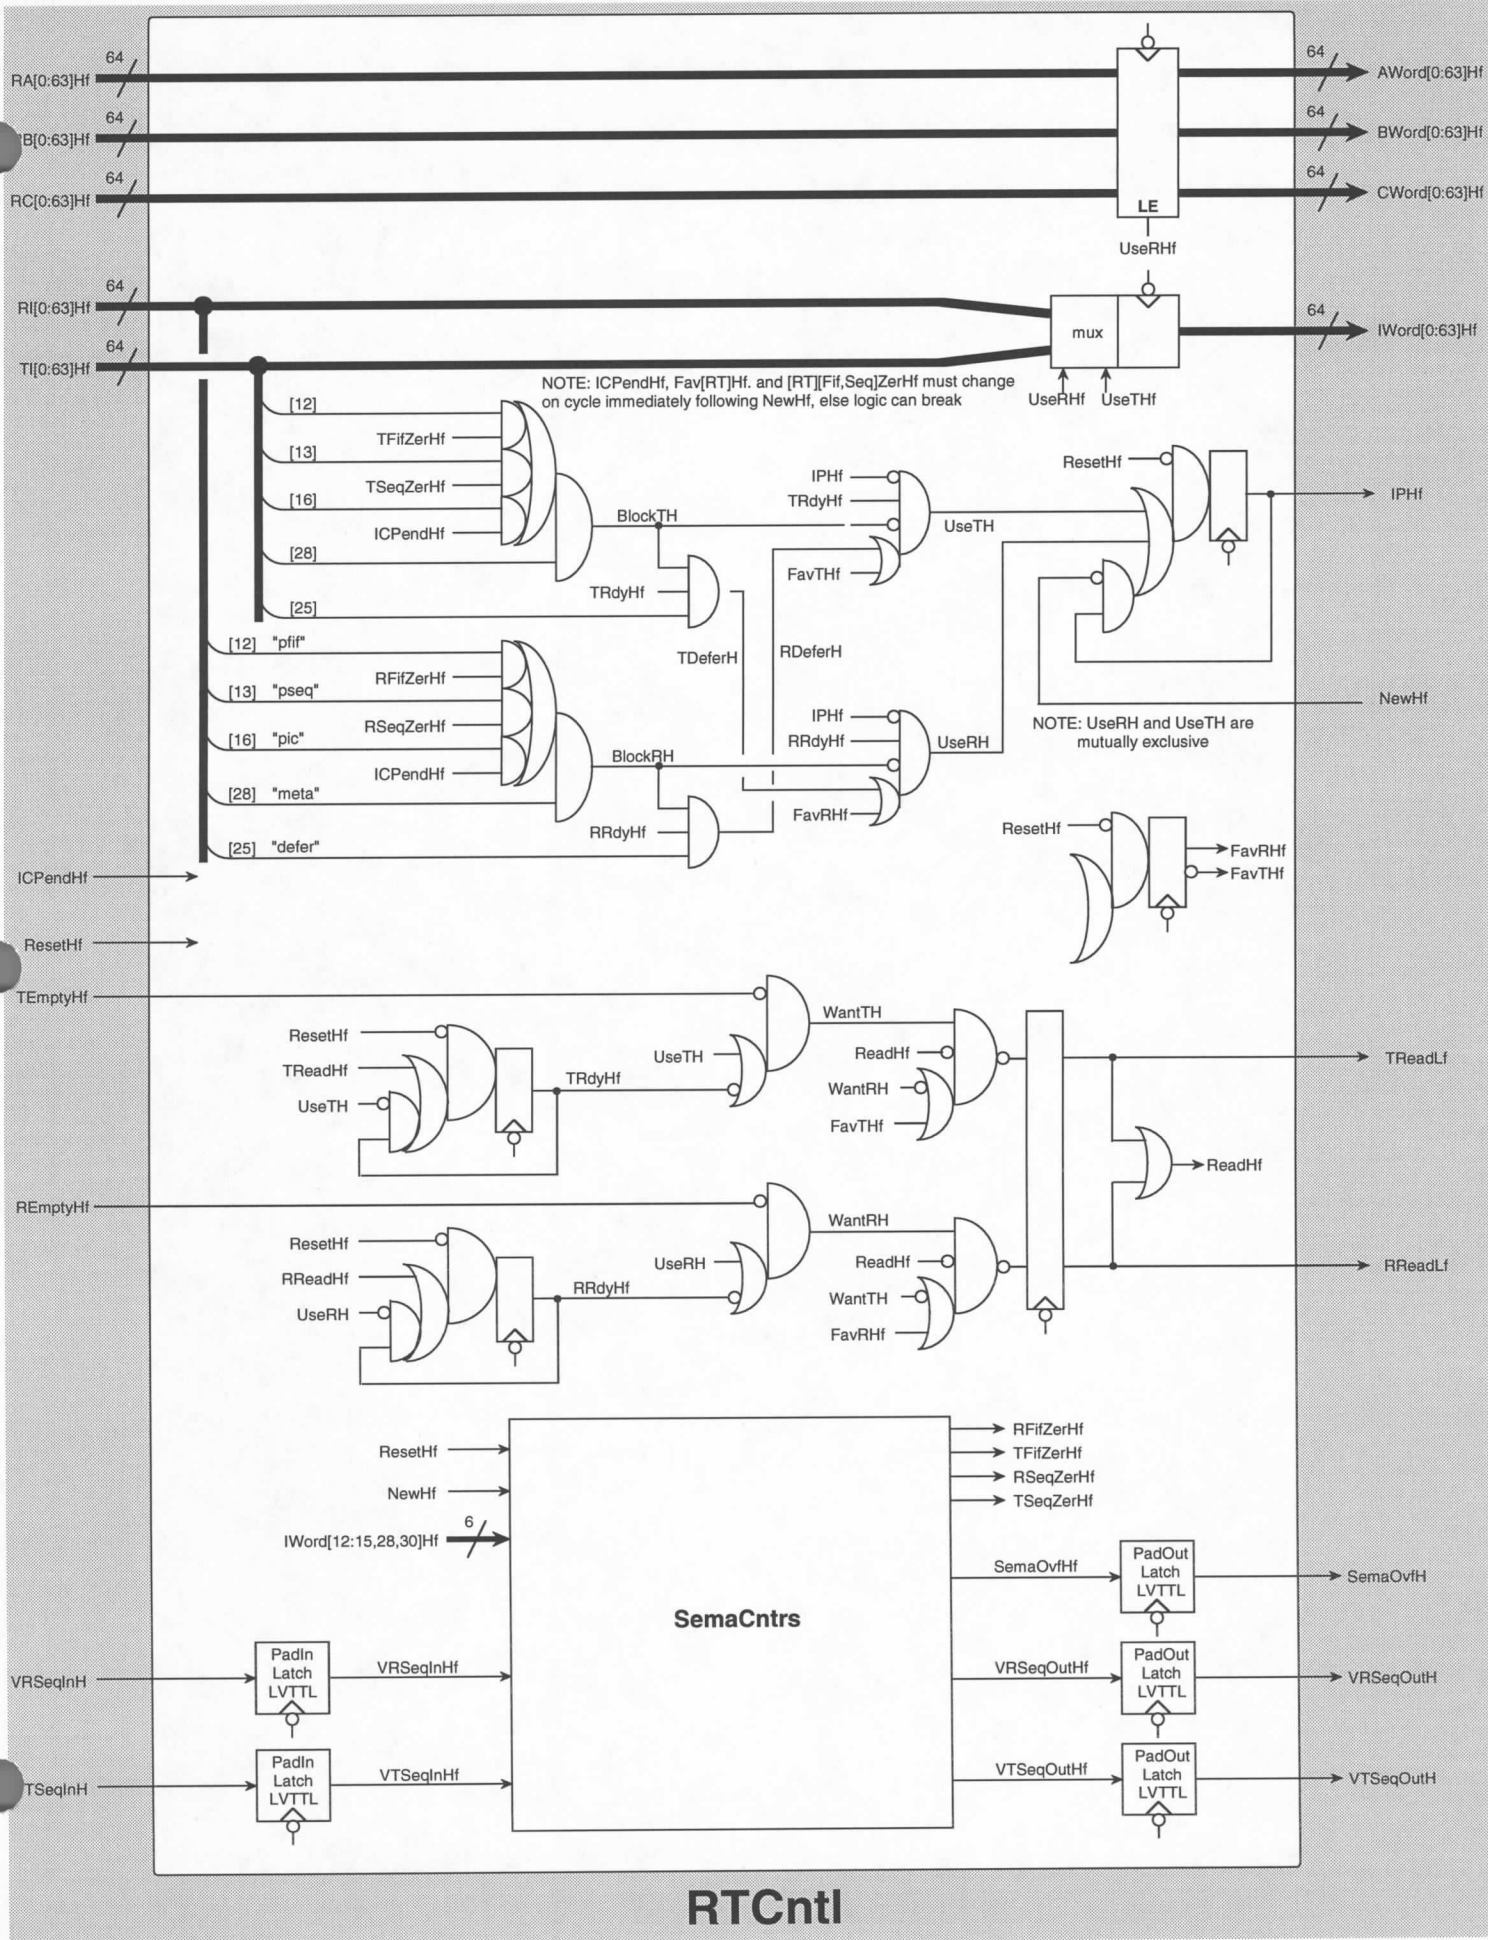 64
RA[0:63]Hf
64
AWord[0:63]Hf
64
B[0:63]Hf
64
BWord[0:63]Hf
64
RC[0:63]Hf
64
CWord[0:63]Hf
LE
UseRHf
64
RI[0:63]Hf
mux
64
IWord[0:63]Hf
64
TI[0:63]Hf
UseRHf UseTHf
NOTE: ICPendHf, Fav[RT]Hf. and [RT][Fif,Seq]ZerHf must change
on cycle immediately following NewHf, else logic can break
[12]
TFifZerHf
[13]
TSeqZerHf
[16]
ICPendHf
[28]
[25]
BlockTH
TRdyHf
IPHf
TRdyHf
UseTH
FavTHf
ResetHf
IPHf
TDeferH
RDeferH
[12] "pfif"
RFifZerHf
[13] "pseq"
RSeqZerHf
[16] "pic"
ICPendHf
[28] "meta"
[25] "defer"
BlockRH
RRdyHf
IPHf
RRdyHf
UseRH
FavRHf
NewHf
NOTE: UseRH and UseTH are
mutually exclusive
ResetHf
FavRHf
FavTHf
ICPendHf
ResetHf
TEmptyHf
ResetHf
TReadHf
UseTH
TRdyHf
UseTH
WantTH
ReadHf
WantRH
FavTHf
TReadLf
ReadHf
REmptyHf
ResetHf
RReadHf
UseRH
RRdyHf
UseRH
WantRH
ReadHf
WantTH
FavRHf
RReadLf
ResetHf
NewHf
6
IWord[12:15,28,30]Hf
SemaCntrs
RFifZerHf
TFifZerHf
RSeqZerHf
TSeqZerHf
SemaOvfHf
PadOut
Latch
LVTTL
SemaOvfH
VRSeqInH
PadIn
Latch
LVTTL
VRSeqInHf
VRSeqOutHf
PadOut
Latch
LVTTL
VRSeqOutH
TSeqInH
PadIn
Latch
LVTTL
VTSeqInHf
VTSeqOutHf
PadOut
Latch
LVTTL
VTSeqOutH
RTCntl